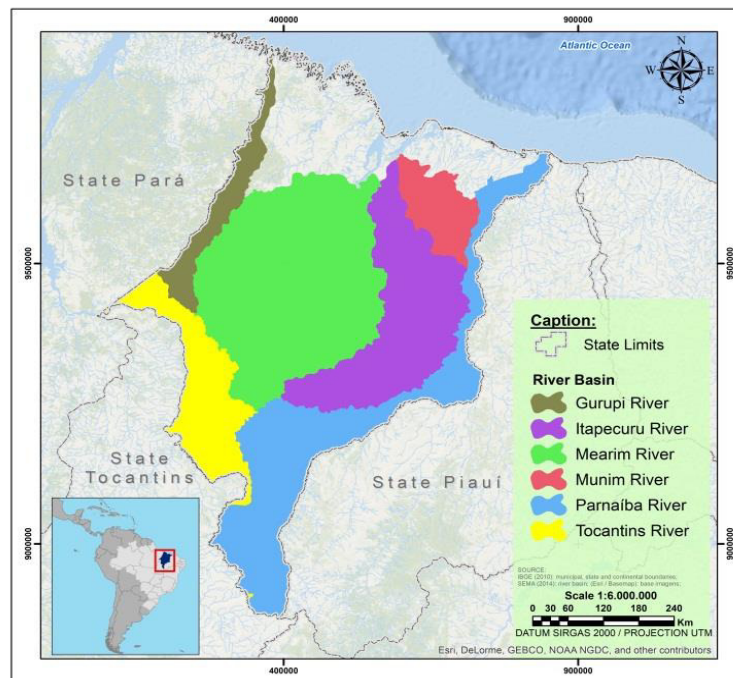 400000
900000
Atlantic Ocean
N
W
E
S
State Pará
9500000
9500000
Caption:
State Limits
River Basin
Gurupi River
Itapecuru River
Mearim River
Munim River
Parnaíba River
Tocantins River
State
Tocantins
State Piauí
9000000
9000000
SOURCE:
IBGE (2010): municipal, state and continental boundaries;
SEMA (2014): river basin; (Esri / Basemap): base imagens;
Scale 1:6.000.000
0 30 60 120 180 240
Km
DATUM SIRGAS 2000 / PROJECTION UTM
Esri, DeLorme, GEBCO, NOAA NGDC, and other contributors
400000
900000